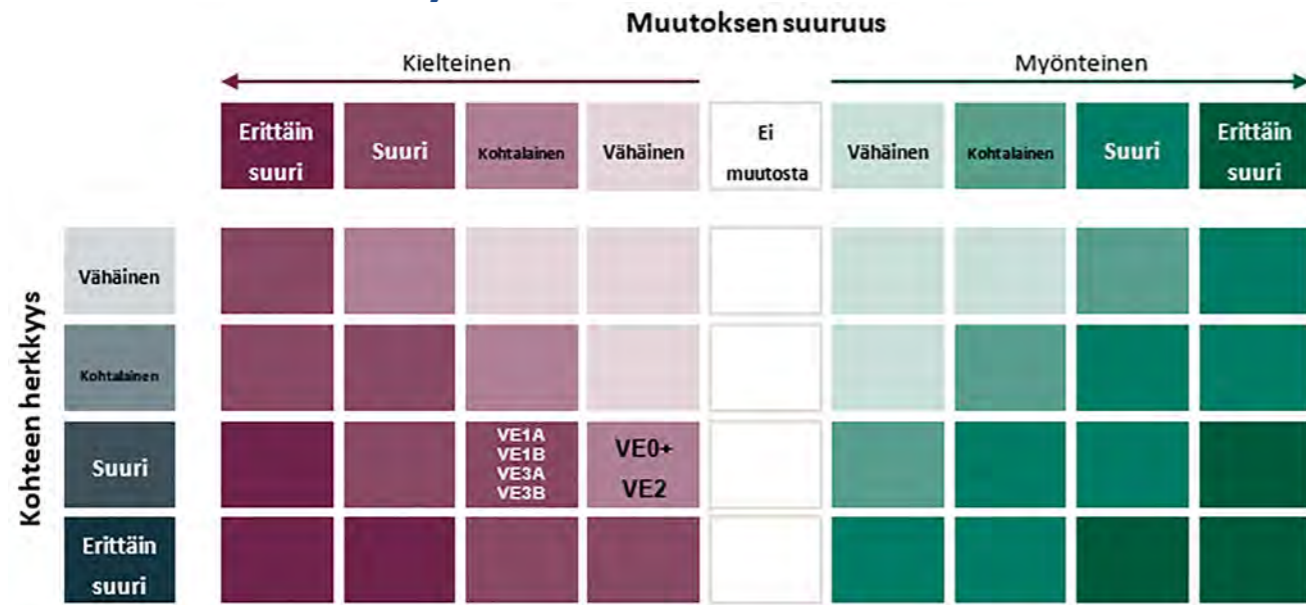 Muutoksen suuruus
Kielteinen
Myönteinen
Erittäin suuri
Suuri
Kohtalainen
Vähäinen
Ei muutosta
Vähäinen
Kohtalainen
Suuri
Erittäin suuri
Kohteen herkkyys
Vähäinen
Kohtalainen
Suuri
VE1A
VE1B
VE3A
VE3B
VE0+
VE2
Erittäin suuri